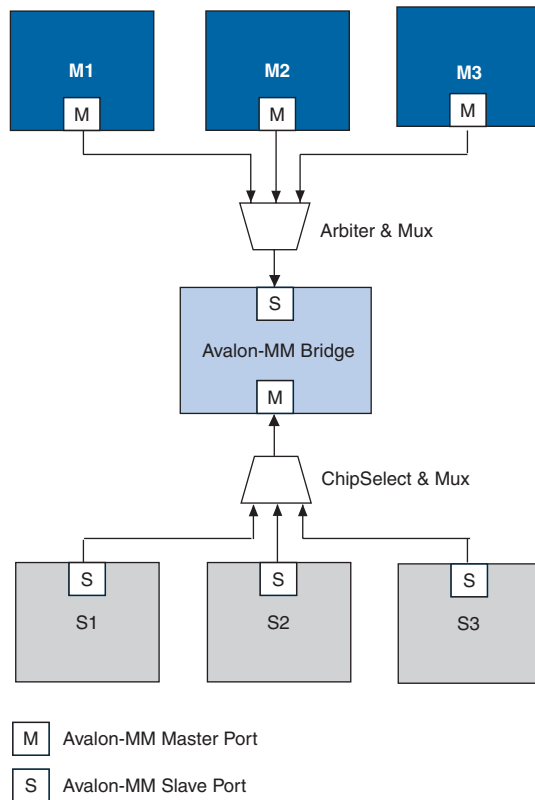 M1
M2
M3
M
M
M
Arbiter & Mux
S
Avalon-MM Bridge
M
ChipSelect & Mux
S
S
S
S1
S2
S3
M Avalon-MM Master Port
S Avalon-MM Slave Port